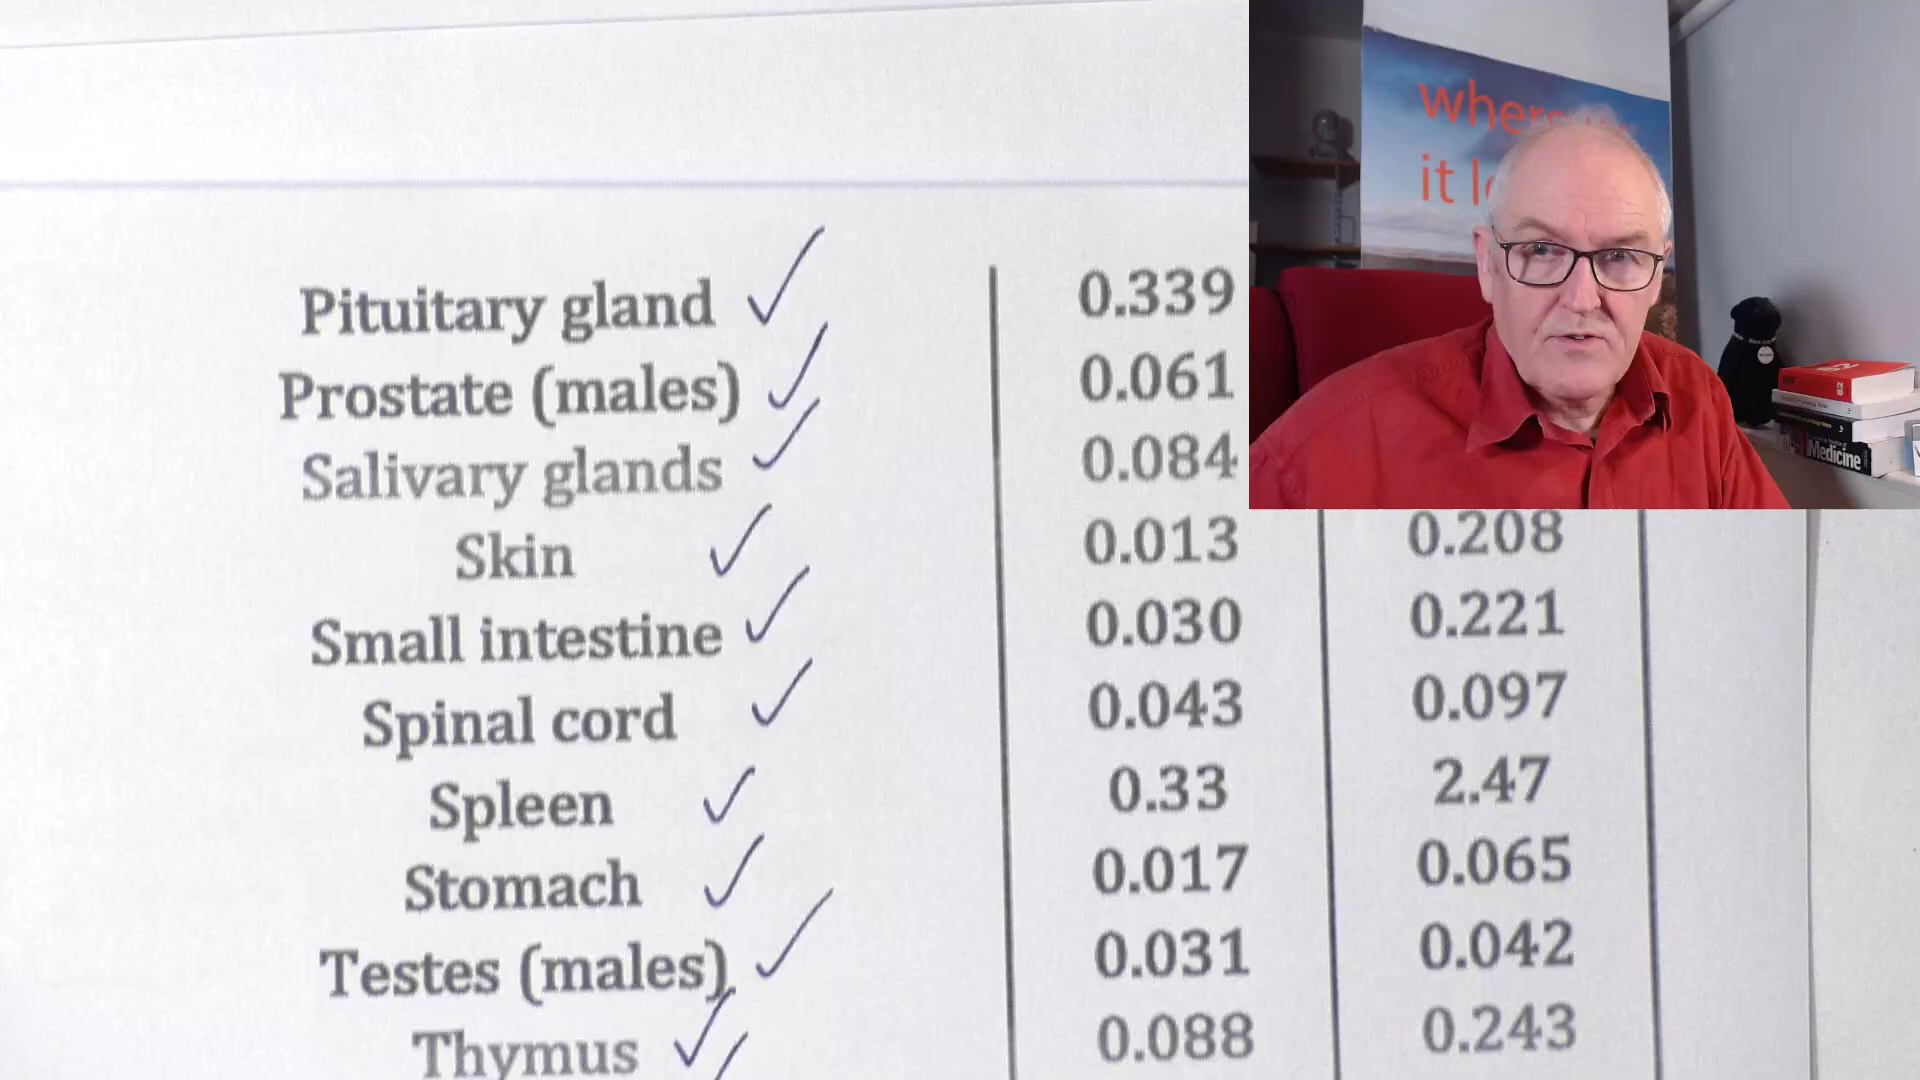 where
it l
Medicine
Pituitary gland 0.339
Prostate (males) 0.061
Salivary glands 0.084
Skin 0.013 0.208
Small intestine 0.030 0.221
Spinal cord 0.043 0.097
Spleen 0.33 2.47
Stomach 0.017 0.065
Testes (males) 0.031 0.042
Thymus 0.088 0.243